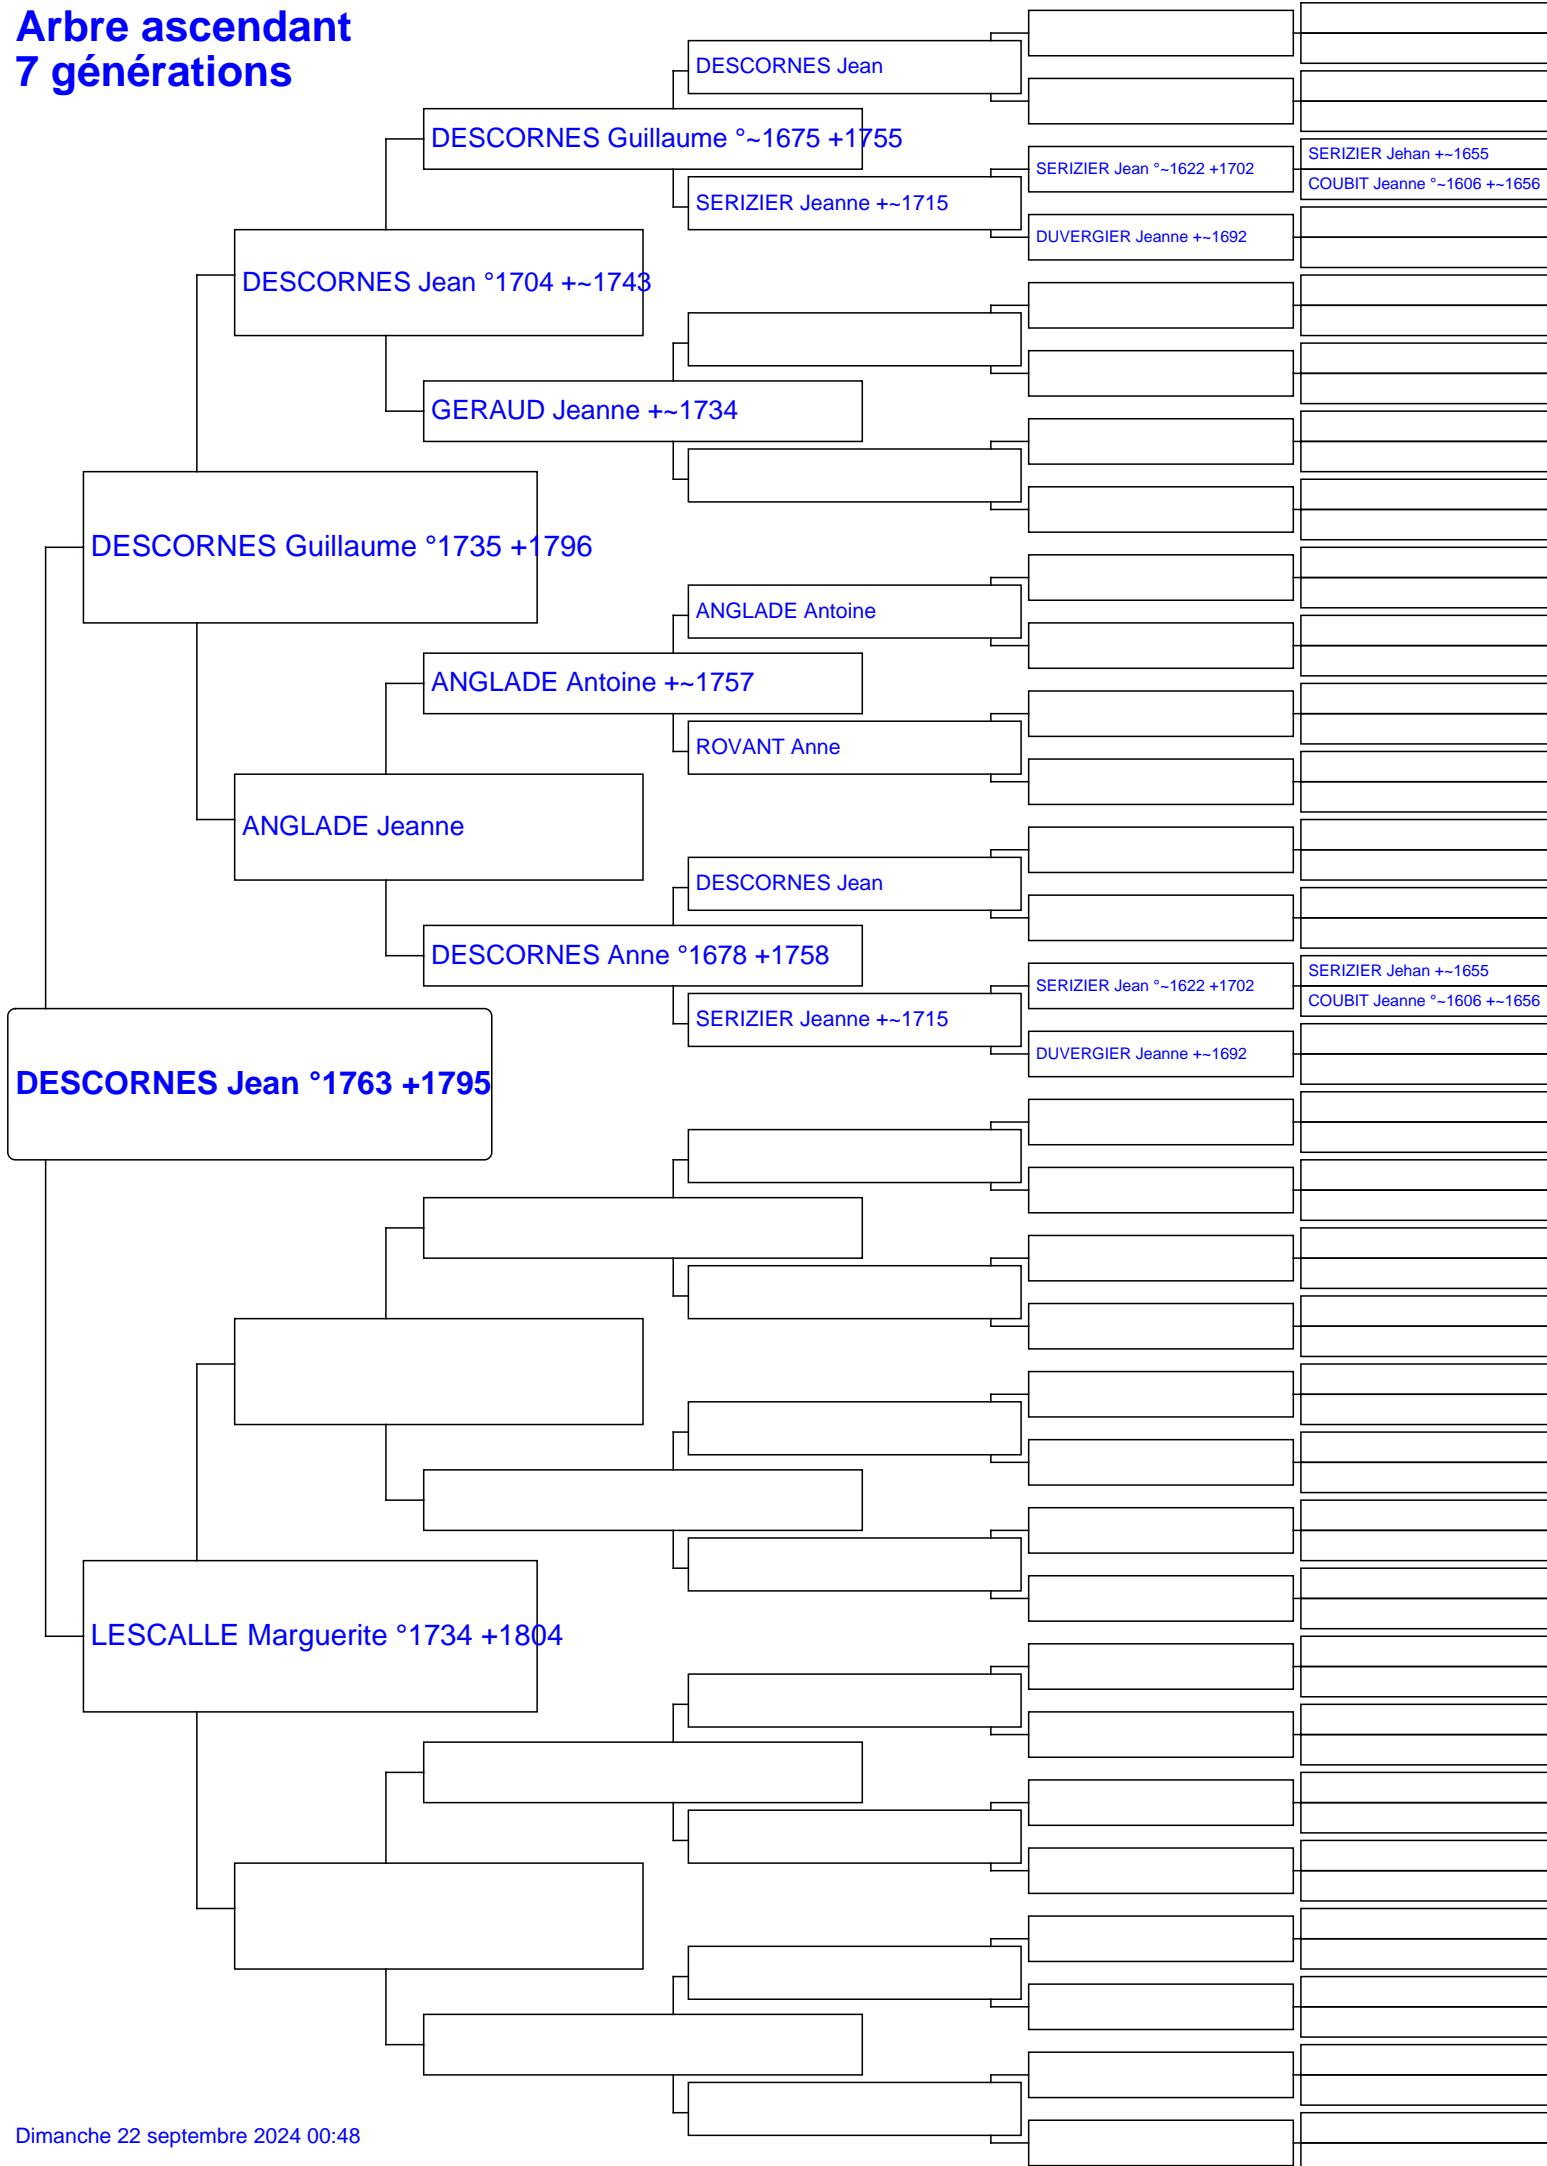 Arbre ascendant
7 générations
DESCORNES Jean
DESCORNES Guillaume °~1675 +1755
SERIZIER Jean °~1622 +1702
SERIZIER Jehan +~1655
COUBIT Jeanne °~1606 +~1656
SERIZIER Jeanne +~1715
DUVERGIER Jeanne +~1692
DESCORNES Jean °1704 +~1743
GERAUD Jeanne +~1734
DESCORNES Guillaume °1735 +1796
ANGLADE Antoine
ANGLADE Antoine +~1757
ROVANT Anne
ANGLADE Jeanne
DESCORNES Jean
DESCORNES Anne °1678 +1758
SERIZIER Jean °~1622 +1702
SERIZIER Jehan +~1655
COUBIT Jeanne °~1606 +~1656
SERIZIER Jeanne +~1715
DUVERGIER Jeanne +~1692
DESCORNES Jean °1763 +1795
LESCALLE Marguerite °1734 +1804
Dimanche 22 septembre 2024 00:48